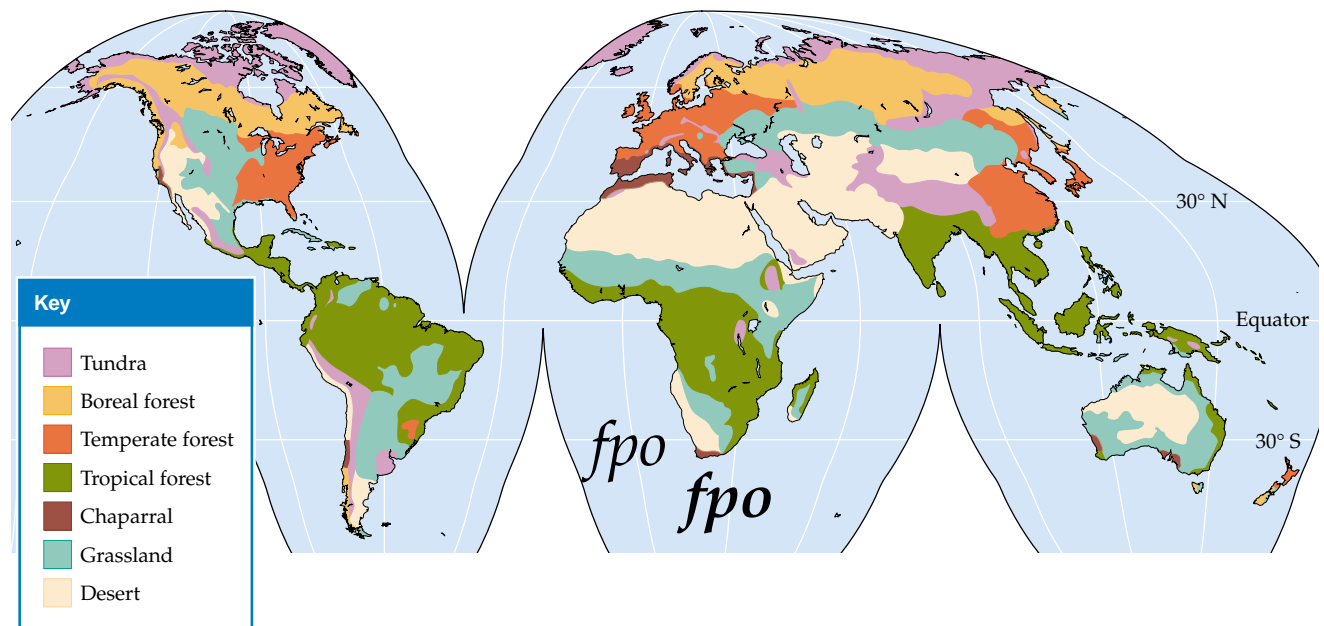 30° N
Key
Equator
Tundra
Boreal forest
Temperate forest
Tropical forest
Chaparral
Grassland
Desert
fpo
fpo
30° S